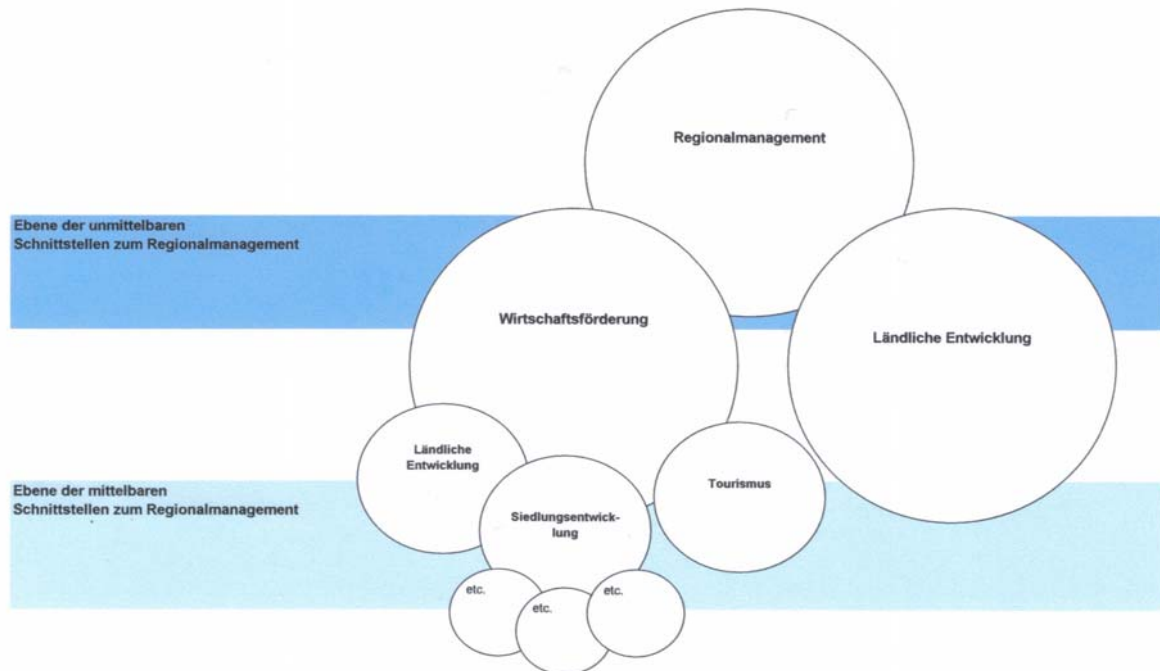 Regionalmanagement
Ebene der unmittelbaren
Schnittstellen zum Regionalmanagement
Wirtschaftsförderung
Ländliche Entwicklung
Ländliche
Entwicklung
Tourismus
Ebene der mittelbaren
Schnittstellen zum Regionalmanagement
Siedlungsentwick-
lung
etc.
etc.
etc.